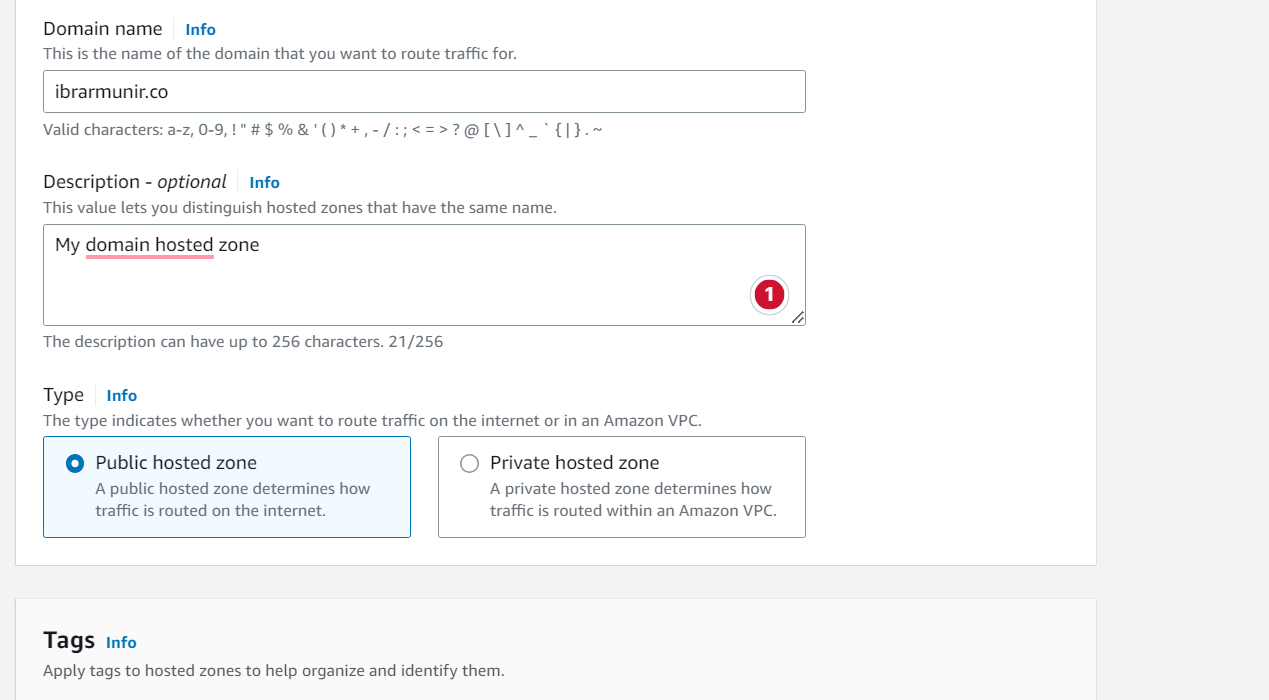 Domain name Info
This is the name of the domain that you want to route traffic for.
ibrarmunir.co
Valid characters: a-z, 0-9, ! " # $ % & ' ( ) * + , - / : ; < = > ? @ [ \ ] ^ _ ` { | } . ~
Description - optional Info
This value lets you distinguish hosted zones that have the same name.
My domain hosted zone
1
The description can have up to 256 characters. 21/256
Type Info
The type indicates whether you want to route traffic on the internet or in an Amazon VPC.
Public hosted zone
A public hosted zone determines how
traffic is routed on the internet.
Private hosted zone
A private hosted zone determines how
traffic is routed within an Amazon VPC.
Tags Info
Apply tags to hosted zones to help organize and identify them.